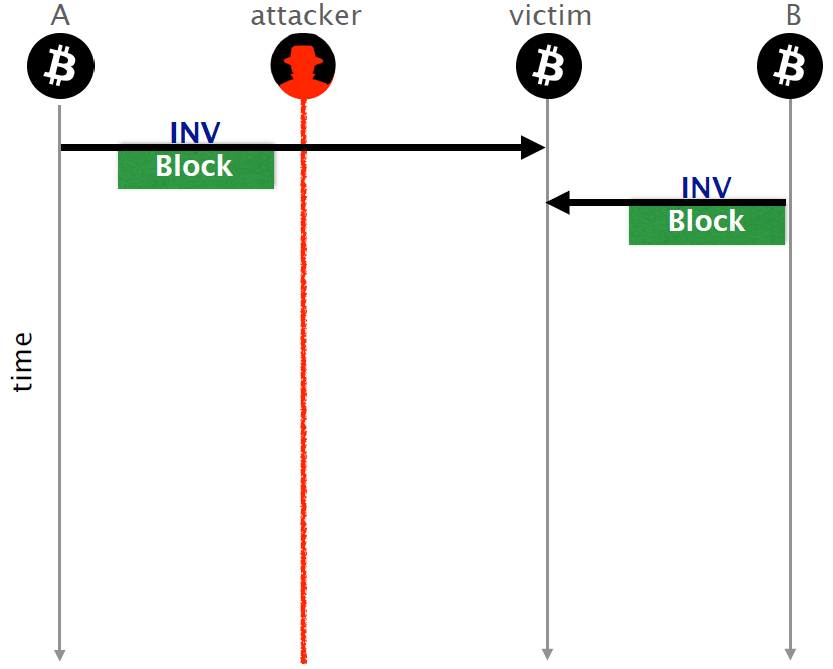 A
attacker
victim
B
INV
Block
INV
Block
time